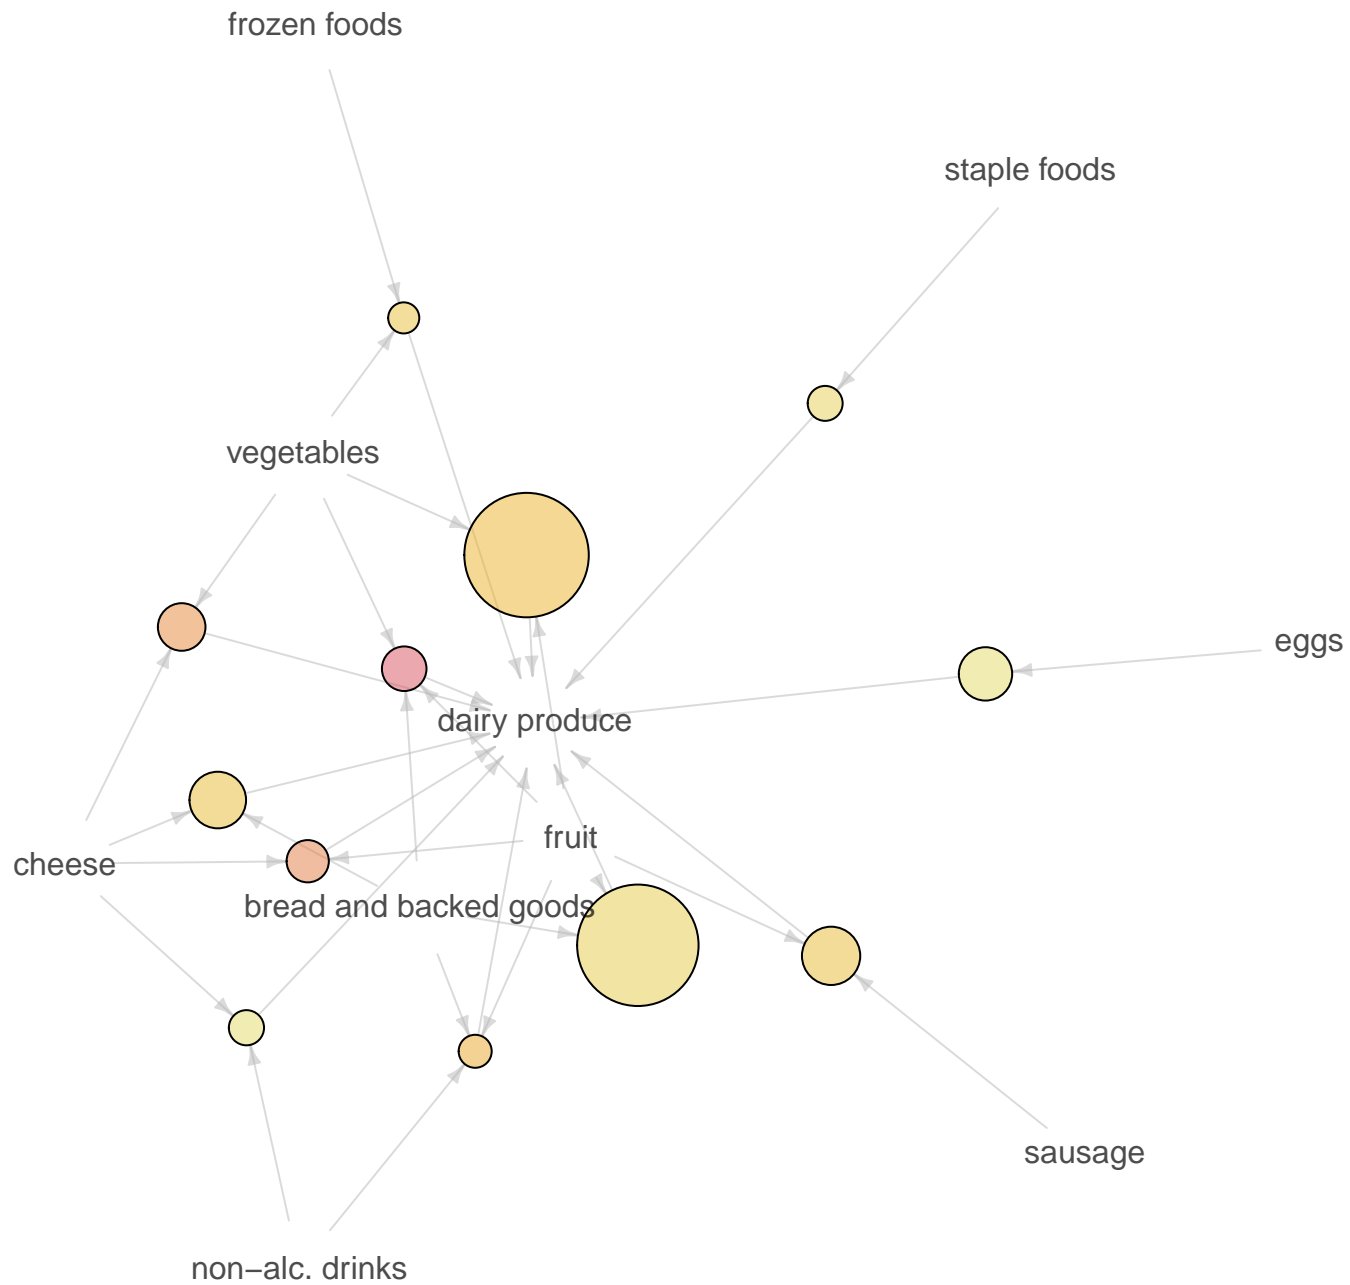 frozen foods
staple foods
vegetables
eggs
dairy produce
fruit
cheese
bread and backed goods
sausage
non−alc. drinks